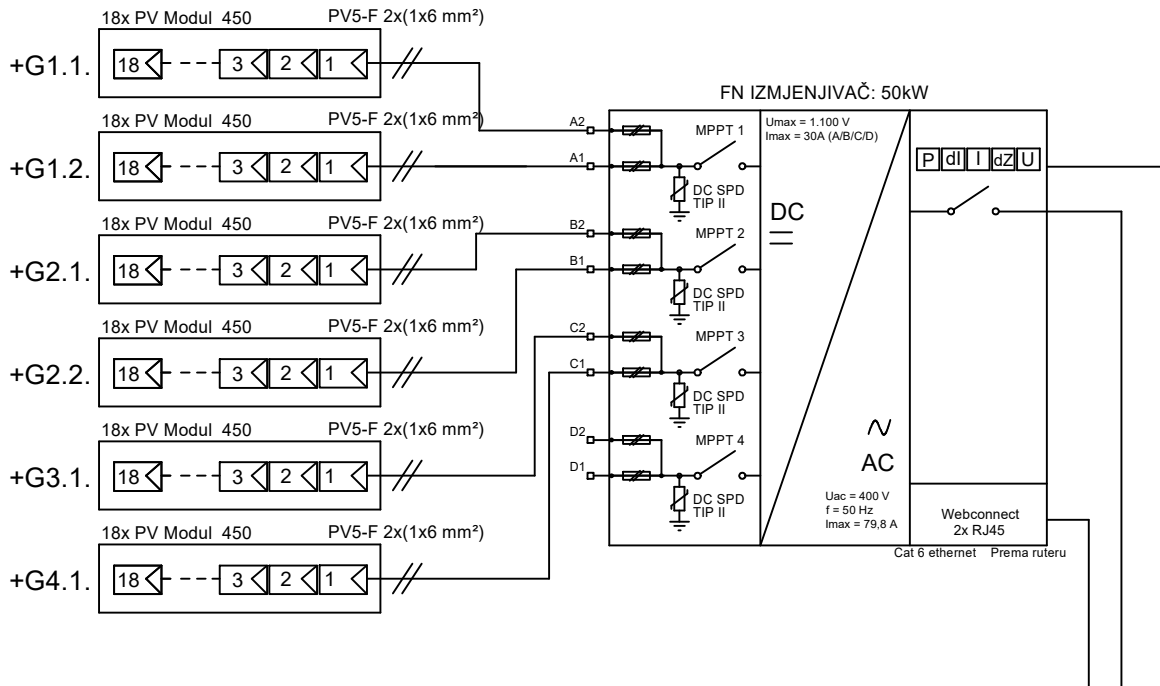 18x PV Modul 450 PV5-F 2x(1x6 mm²)
+G1.1. 18 3 2 1
18x PV Modul 450 PV5-F 2x(1x6 mm²)
+G1.2. 18 3 2 1
18x PV Modul 450 PV5-F 2x(1x6 mm²)
+G2.1. 18 3 2 1
18x PV Modul 450 PV5-F 2x(1x6 mm²)
+G2.2. 18 3 2 1
18x PV Modul 450 PV5-F 2x(1x6 mm²)
+G3.1. 18 3 2 1
18x PV Modul 450 PV5-F 2x(1x6 mm²)
+G4.1. 18 3 2 1
FN IZMJENJIVAČ: 50kW
A2
A1
MPPT 1
DC SPD
TIP II
B2
B1
MPPT 2
DC SPD
TIP II
C2
C1
MPPT 3
DC SPD
TIP II
D2
D1
MPPT 4
DC SPD
TIP II
Umax = 1.100 V
Imax = 30A (A/B/C/D)
DC
AC
Uac = 400 V
f = 50 Hz
Imax = 79,8 A
P dI I dZ U
Webconnect
2x RJ45
Cat 6 ethernet Prema ruteru